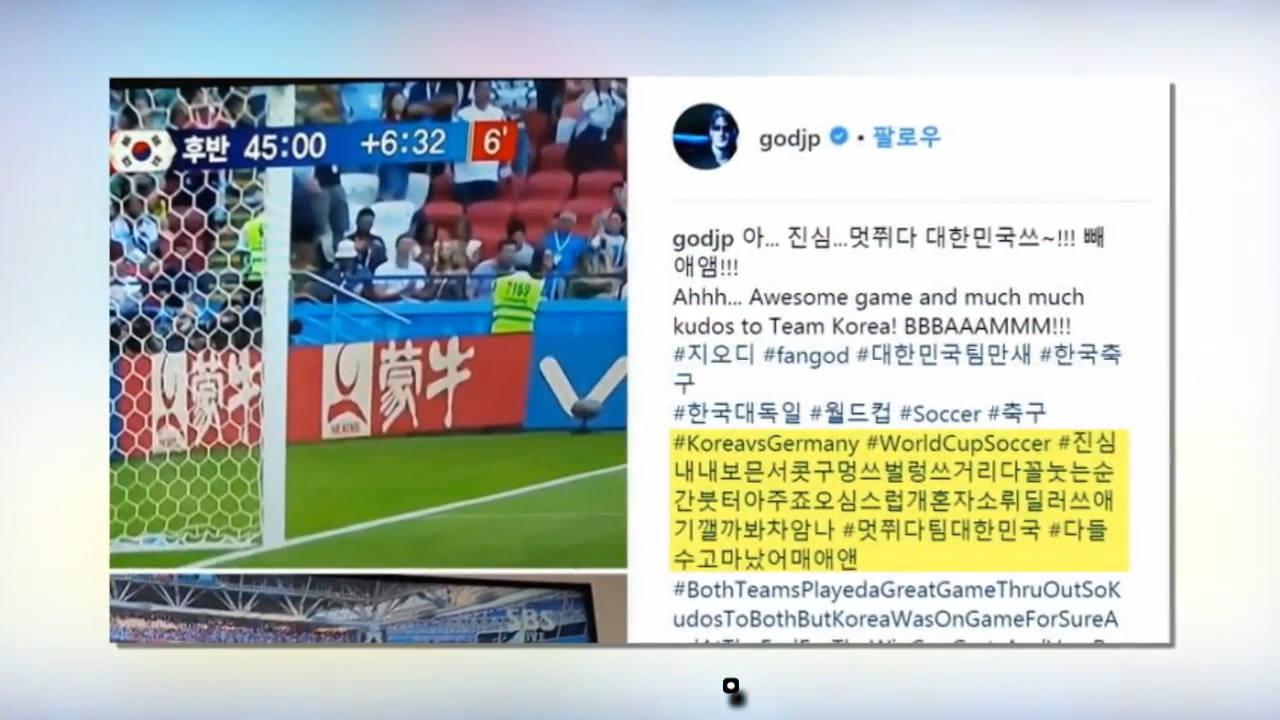 후반 45:00 +6:32 6'
7169
蒙牛 蒙牛
SBS
LIVE
godjp • 팔로우
godjp 아... 진심...멋쮜다 대한민국쓰~!!! 빼
애앰!!!
Ahhh... Awesome game and much much
kudos to Team Korea! BBBAAAMMM!!!
#지오디 #fangod #대한민국팀만새 #한국축
구
#한국대독일 #월드컵 #Soccer #축구
#KoreavsGermany #WorldCupSoccer #진심
내내보믄서콧구멍쓰벌렁쓰거리다꼴눗는순
간붓터아주죠오심스럽개혼자소뤼딜러쓰애
기깰까봐차암나 #멋쮜다팀대한민국 #다들
수고마났어매애앤
#BothTeamsPlayedaGreatGameThruOutSoK
udosToBothButKoreaWasOnGameForSureA